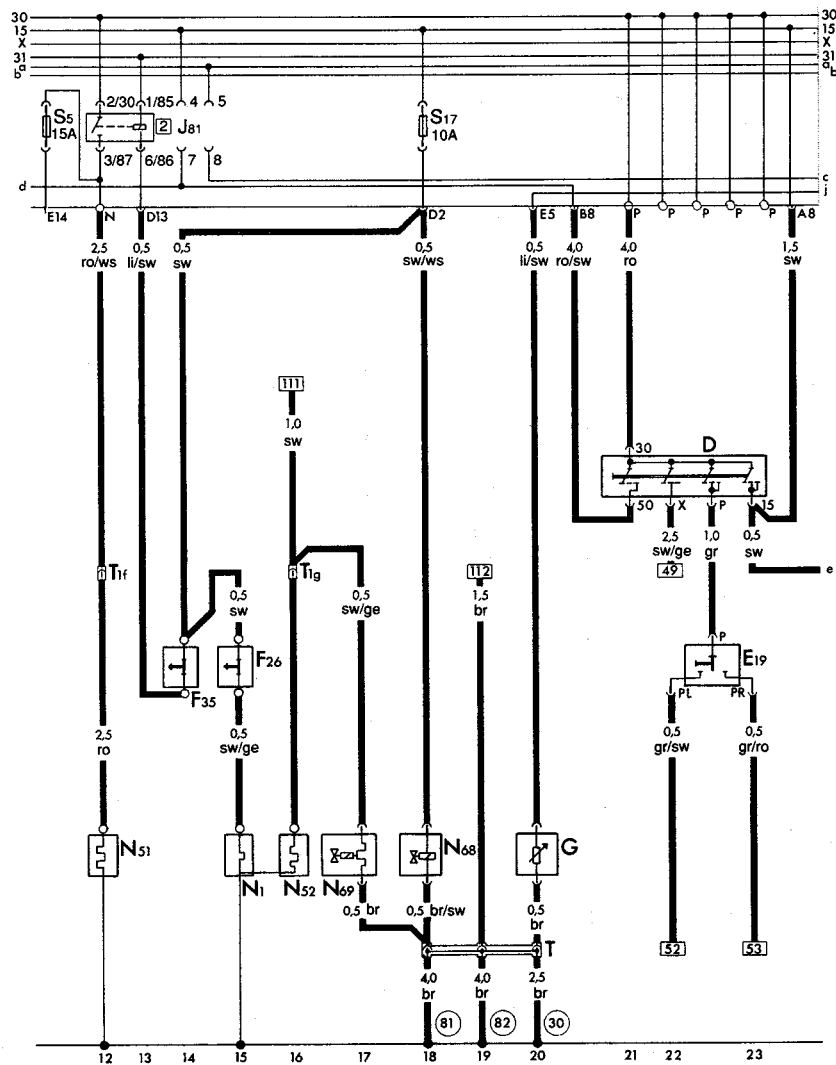 30 30
15 15
X X
31 31
a a
b b
2/30 1/85 4 5
S5 15A
2 J81
S17 10A
3/87 6/86 7 8
d c
j
E14 N D13 D2 E5 B8 P P P P P A8
2,5 0,5 0,5 0,5 0,5 4,0 4,0 1,5
ro/ws li/sw sw sw/ws li/sw ro/sw ro sw
111
1,0
sw
30 D
50 X P 15
2,5 1,0 0,5
sw/ge gr sw
49 e
T1f T1g 112
0,5 0,5 1,5
sw sw/ge br
P
F26 E19
F35 PL PR
2,5 0,5 0,5 0,5
ro sw/ge gr/sw gr/ro
N51 N1 N52 N69 N68 G
0,5 br 0,5 br/sw 0,5
br
T 52 53
4,0 4,0 2,5
br br br
81 82 30
12 13 14 15 16 17 18 19 20 21 22 23